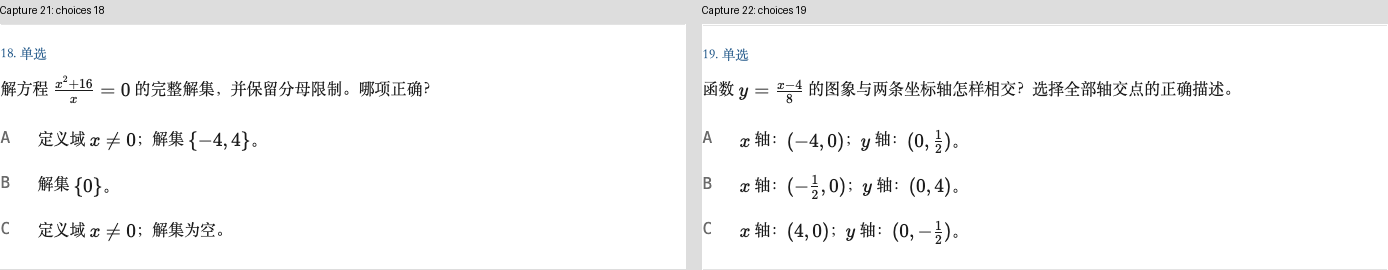 Capture 21: choices 18
18. 单选
解方程 $\frac{x^2+16}{x} = 0$ 的完整解集，并保留分母限制。哪项正确？
A 定义域 $x \neq 0$；解集 $\{-4, 4\}$。
B 解集 $\{0\}$。
C 定义域 $x \neq 0$；解集为空。
Capture 22: choices 19
19. 单选
函数 $y = \frac{x-4}{8}$ 的图象与两条坐标轴怎样相交？选择全部轴交点的正确描述。
A $x$ 轴：$(-4, 0)$；$y$ 轴：$(0, \frac{1}{2})$。
B $x$ 轴：$(-\frac{1}{2}, 0)$；$y$ 轴：$(0, 4)$。
C $x$ 轴：$(4, 0)$；$y$ 轴：$(0, -\frac{1}{2})$。